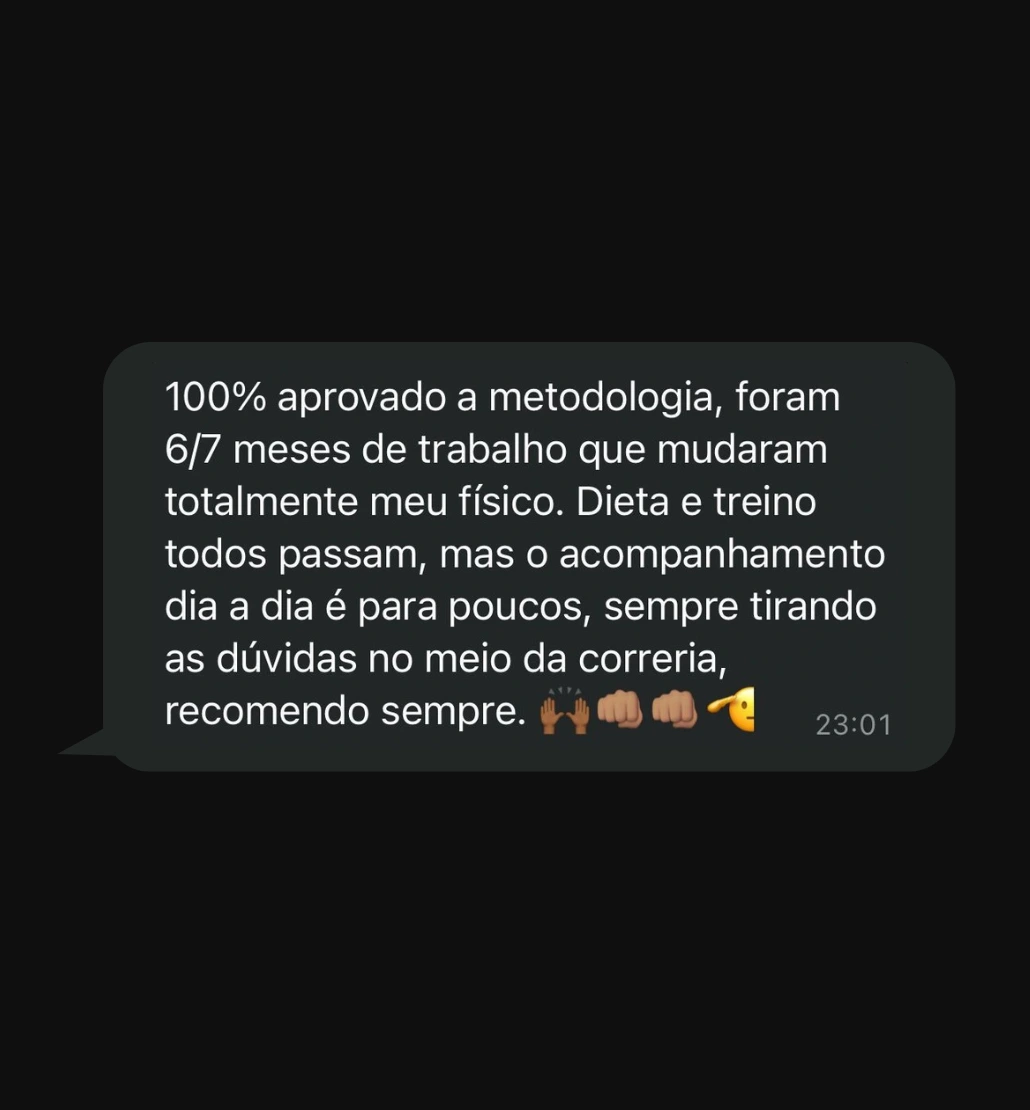 100% aprovado a metodologia, foram
6/7 meses de trabalho que mudaram
totalmente meu físico. Dieta e treino
todos passam, mas o acompanhamento
dia a dia é para poucos, sempre tirando
as dúvidas no meio da correria,
recomendo sempre. 🙌🏾👊🏽👊🏽🫡
23:01